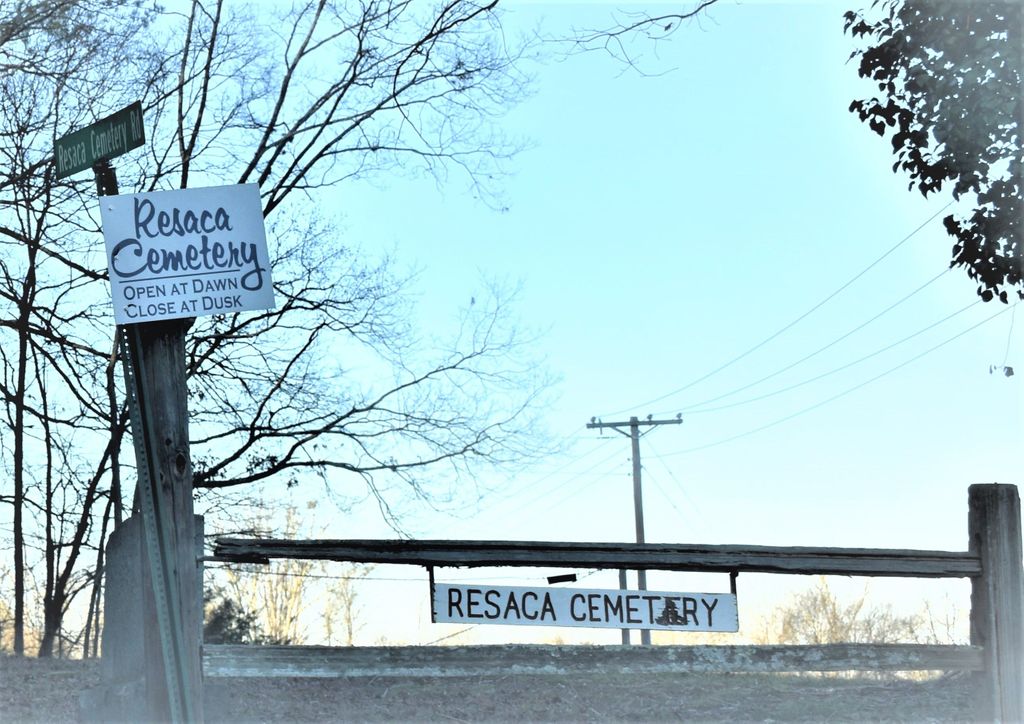 Resaca Cemetery Rd
Resaca
Cemetery
OPEN AT DAWN
CLOSE AT DUSK
RESACA CEMETERY